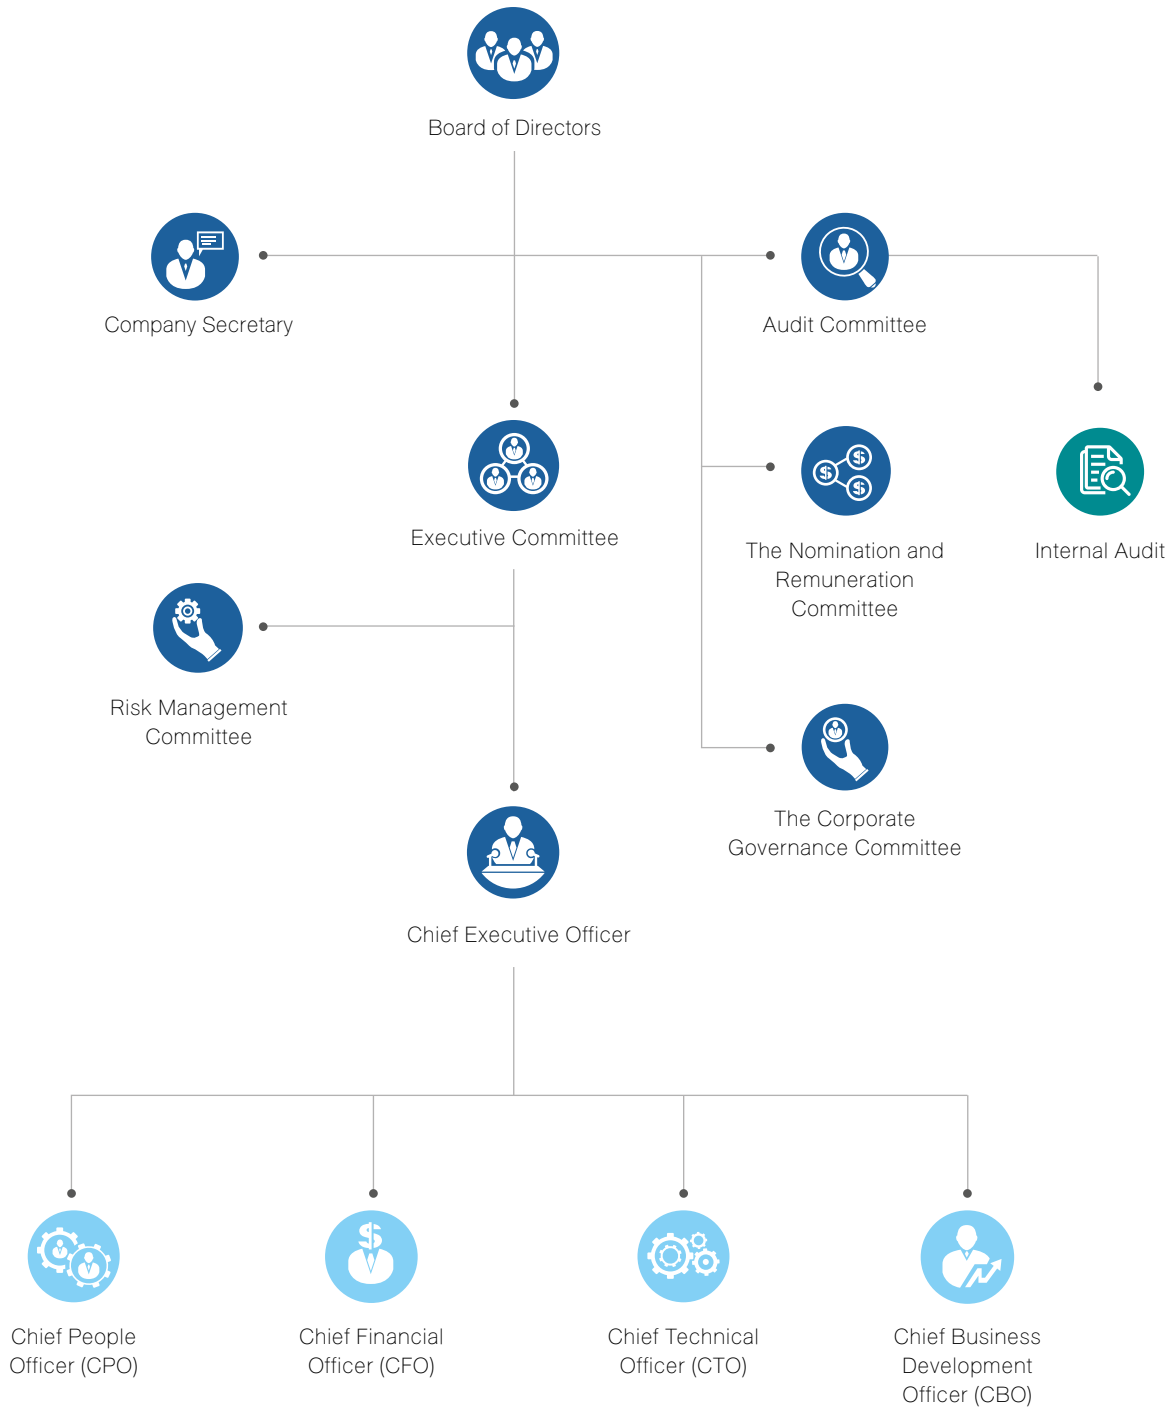 Board of Directors
Company Secretary
Audit Committee
Executive Committee
The Nomination and
Remuneration
Committee
Internal Audit
Risk Management
Committee
The Corporate
Governance Committee
Chief Executive Officer
Chief People
Officer (CPO)
Chief Financial
Officer (CFO)
Chief Technical
Officer (CTO)
Chief Business
Development
Officer (CBO)